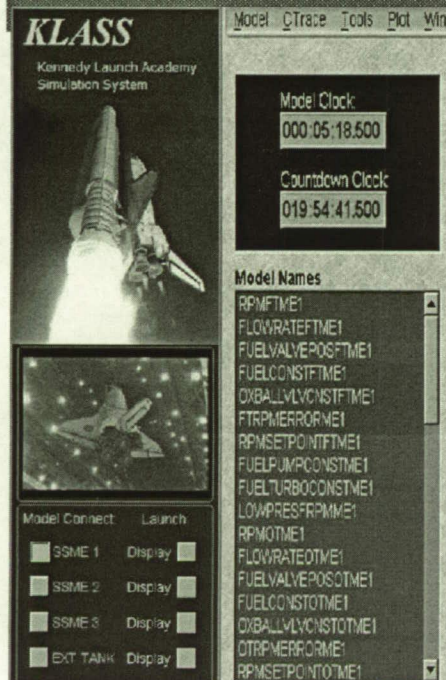 KLASS
Kennedy Launch Academy
Simulation System
Model CTrace Tools Plot Win
Model Clock
000:05:18.500
Countdown Clock
019:54:41.500
Model Names
RPMFTME1
FLOWRATEFTME1
FUELVALVEPOSFTME1
FUELCONSTFTME1
OXBALLVLVCNSTFTME1
FTRPMERRORME1
RPMSETPOINTFTME1
FUELPUMPCONSTME1
FUELTURBOCONSTME1
LOWPRESFRPMME1
RPMOTME1
FLOWRATEOTME1
FUELVALVEPOSOTME1
FUELCONSTOTME1
OXBALLVLVCNSTOTME1
OTRPMERRORME1
RPMSETPOINTOTME1
Model Connect Launch
SSME 1 Display
SSME 2 Display
SSME 3 Display
EXT TANK Display